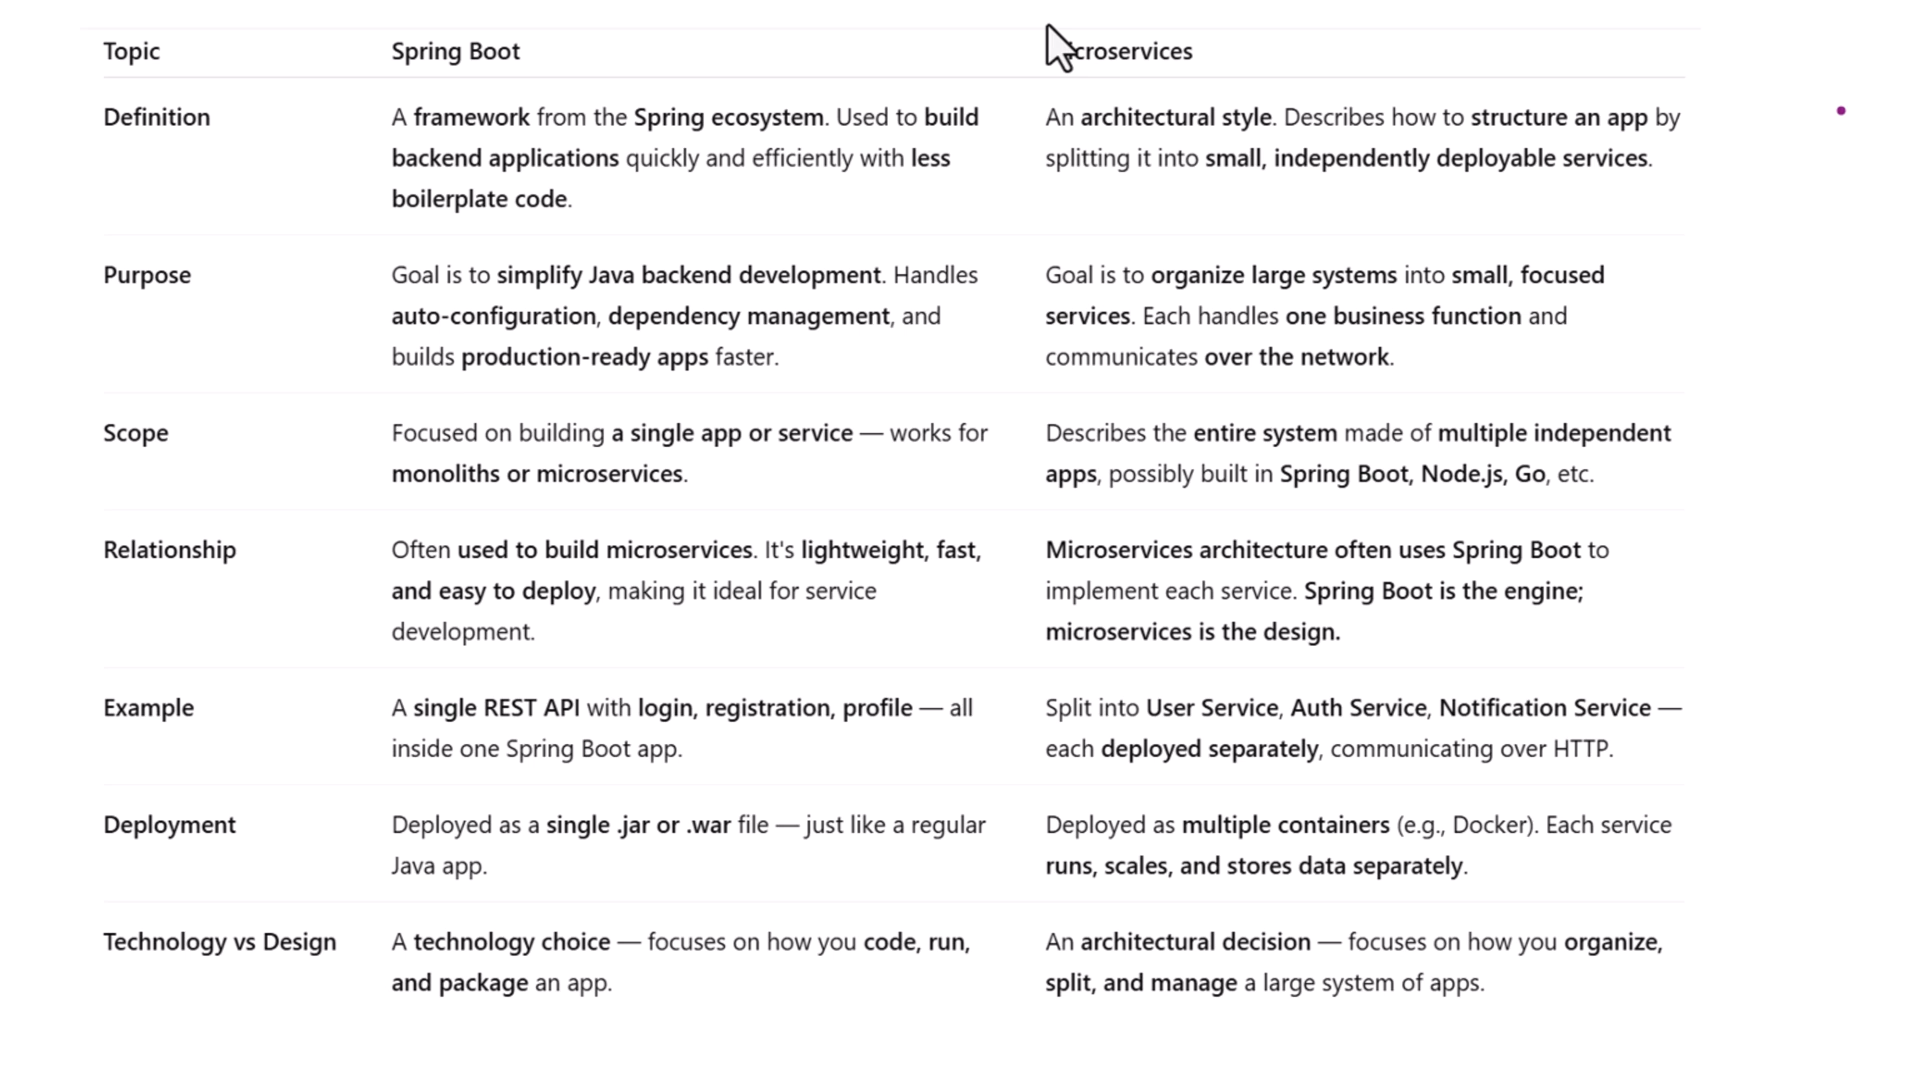 Topic Spring Boot croservices
Definition A framework from the Spring ecosystem. Used to build An architectural style. Describes how to structure an app by
backend applications quickly and efficiently with less splitting it into small, independently deployable services.
boilerplate code.
Purpose Goal is to simplify Java backend development. Handles Goal is to organize large systems into small, focused
auto-configuration, dependency management, and services. Each handles one business function and
builds production-ready apps faster. communicates over the network.
Scope Focused on building a single app or service — works for Describes the entire system made of multiple independent
monoliths or microservices. apps, possibly built in Spring Boot, Node.js, Go, etc.
Relationship Often used to build microservices. It's lightweight, fast, Microservices architecture often uses Spring Boot to
and easy to deploy, making it ideal for service implement each service. Spring Boot is the engine;
development. microservices is the design.
Example A single REST API with login, registration, profile — all Split into User Service, Auth Service, Notification Service —
inside one Spring Boot app. each deployed separately, communicating over HTTP.
Deployment Deployed as a single .jar or .war file — just like a regular Deployed as multiple containers (e.g., Docker). Each service
Java app. runs, scales, and stores data separately.
Technology vs Design A technology choice — focuses on how you code, run, An architectural decision — focuses on how you organize,
and package an app. split, and manage a large system of apps.